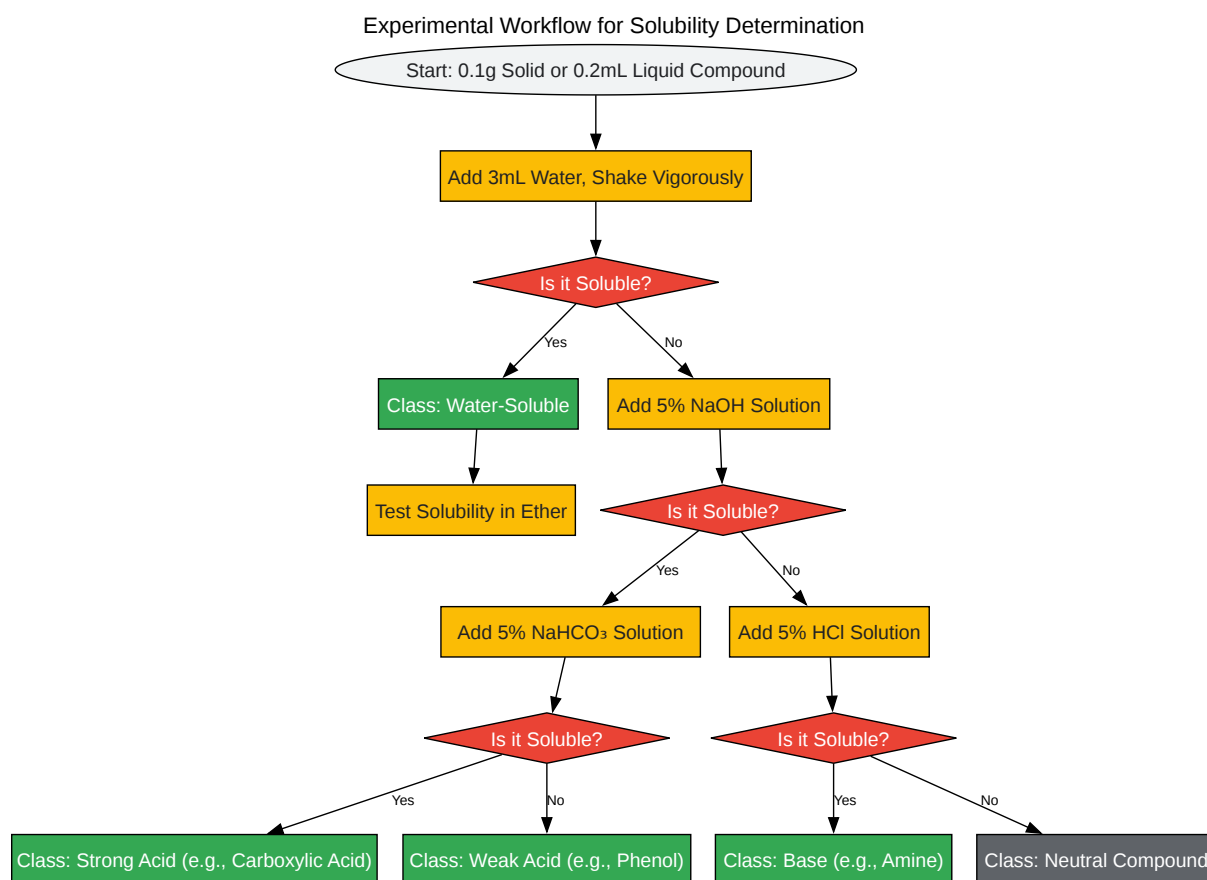 Experimental Workflow for Solubility Determination
Start: 0.1g Solid or 0.2mL Liquid Compound
Add 3mL Water, Shake Vigorously
Is it Soluble?
Yes
No
Class: Water-Soluble
Add 5% NaOH Solution
Test Solubility in Ether
Is it Soluble?
Yes
No
Add 5% NaHCO₃ Solution
Add 5% HCl Solution
Is it Soluble?
Is it Soluble?
Yes
No
Yes
No
Class: Strong Acid (e.g., Carboxylic Acid)
Class: Weak Acid (e.g., Phenol)
Class: Base (e.g., Amine)
Class: Neutral Compound